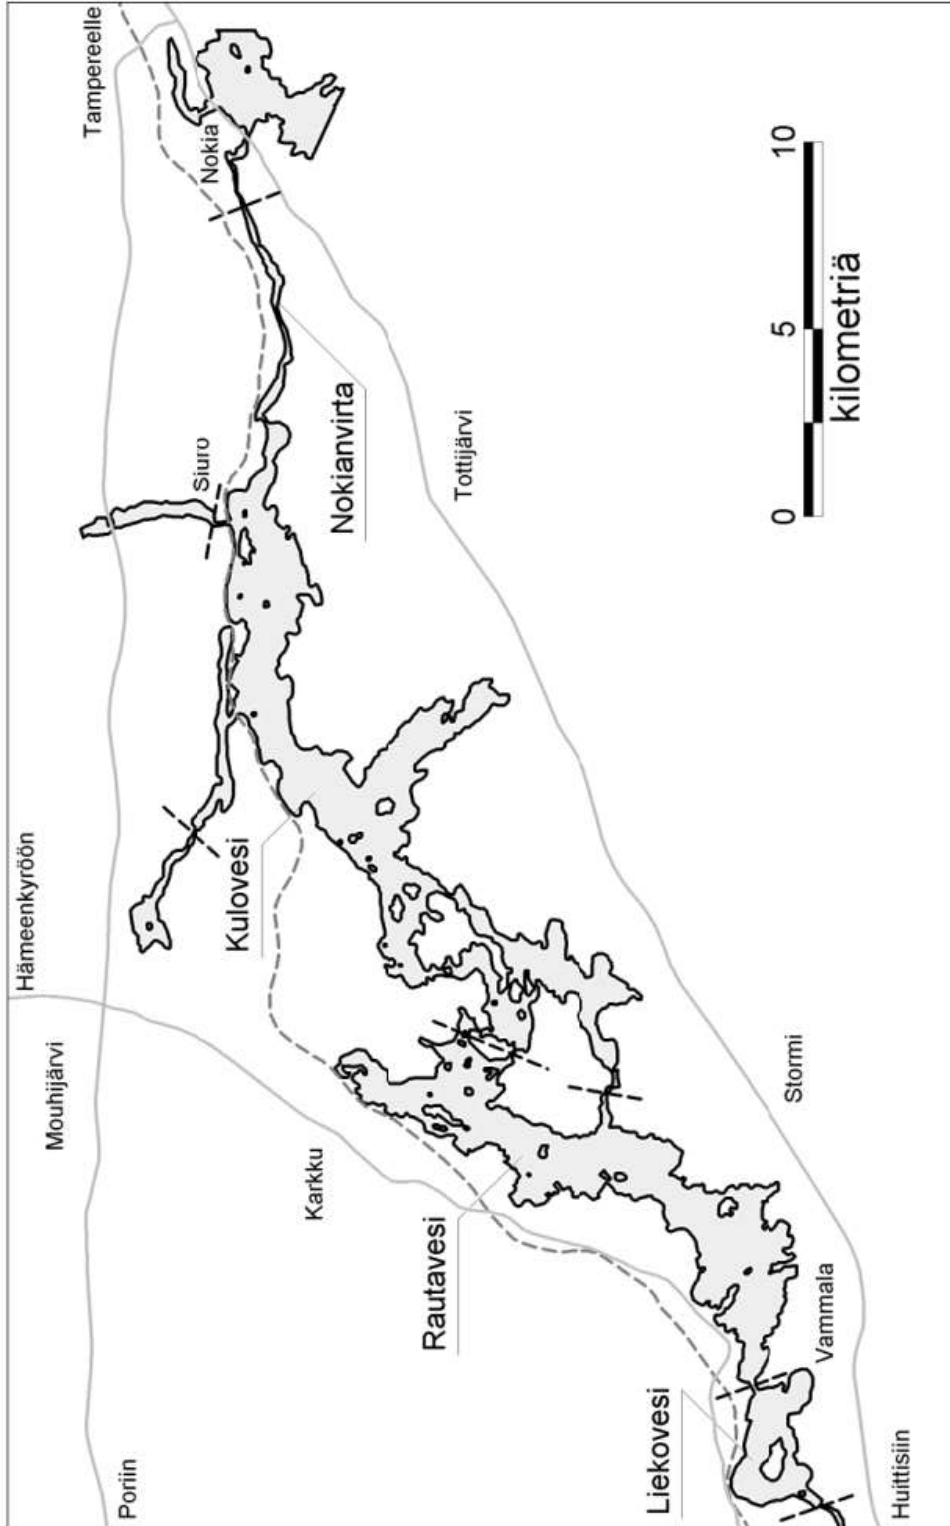 Hämeenkyröön
Tampereelle
Poriin
Mouhijärvi
Siuro
Nokia
Kulovesi
Karkku
Nokianvirta
Rautavesi
Tottijärvi
Liekovesi
Vammala
Stormi
Huittisiin
0 5 10
kilometriä